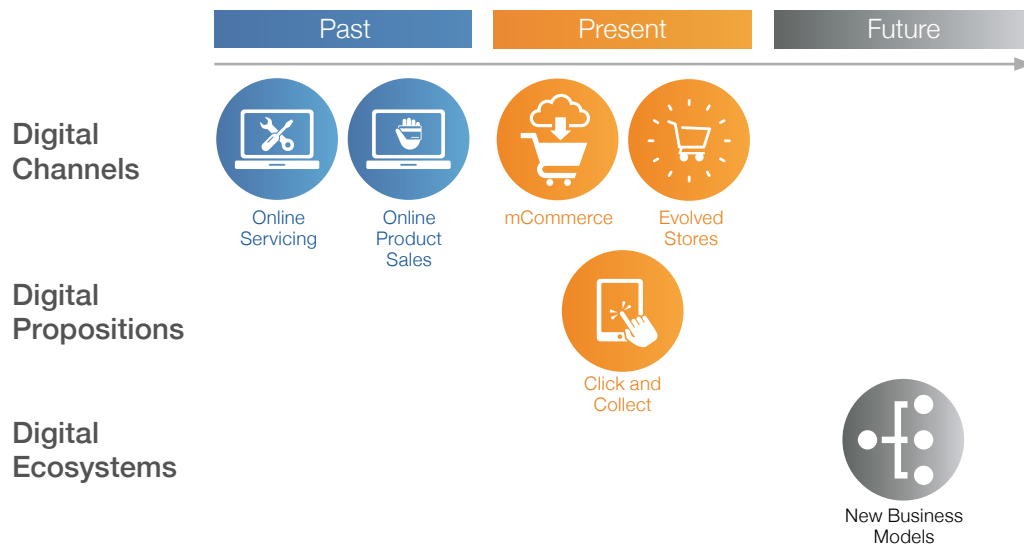 Past
Present
Future
Digital
Channels
Online
Servicing
Online
Product
Sales
mCommerce
Evolved
Stores
Digital
Propositions
Click and
Collect
Digital
Ecosystems
New Business
Models